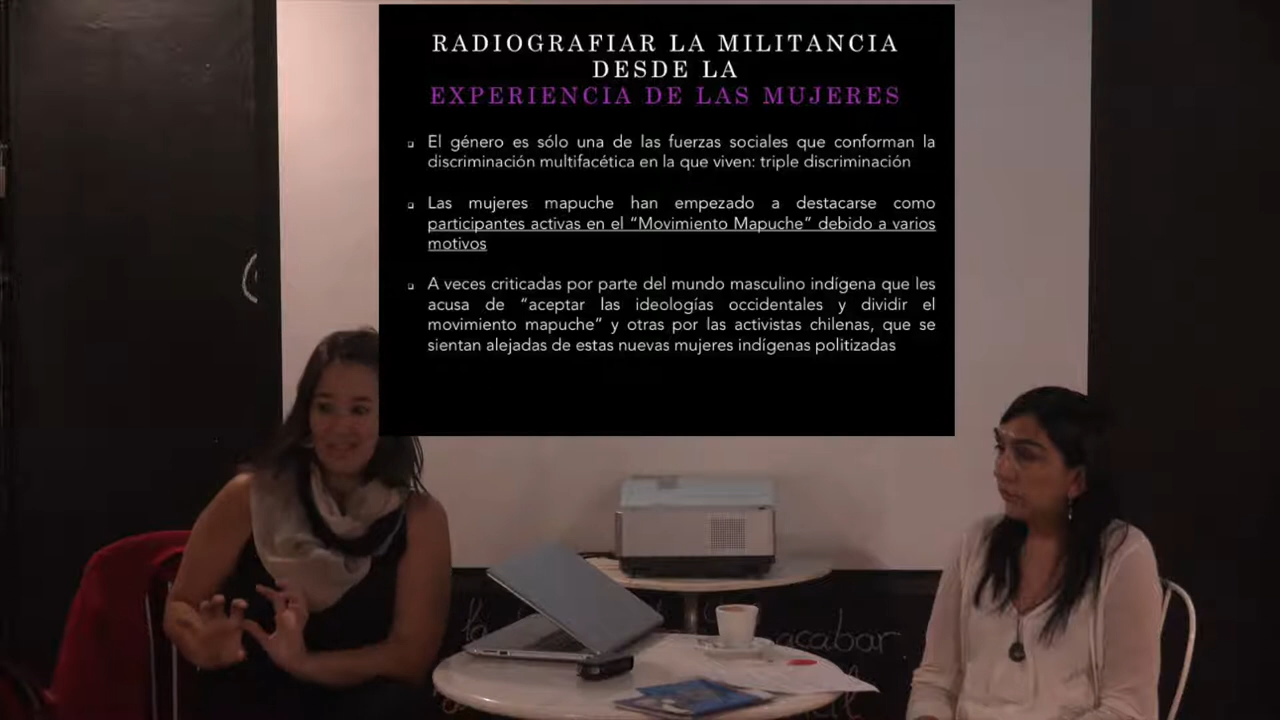 RADIOGRAFIAR LA MILITANCIA
DESDE LA
EXPERIENCIA DE LAS MUJERES
El género es sólo una de las fuerzas sociales que conforman la
discriminación multifacética en la que viven: triple discriminación
Las mujeres mapuche han empezado a destacarse como
participantes activas en el “Movimiento Mapuche” debido a varios
motivos
A veces criticadas por parte del mundo masculino indígena que les
acusa de “aceptar las ideologías occidentales y dividir el
movimiento mapuche” y otras por las activistas chilenas, que se
sientan alejadas de estas nuevas mujeres indígenas politizadas
la
acabar